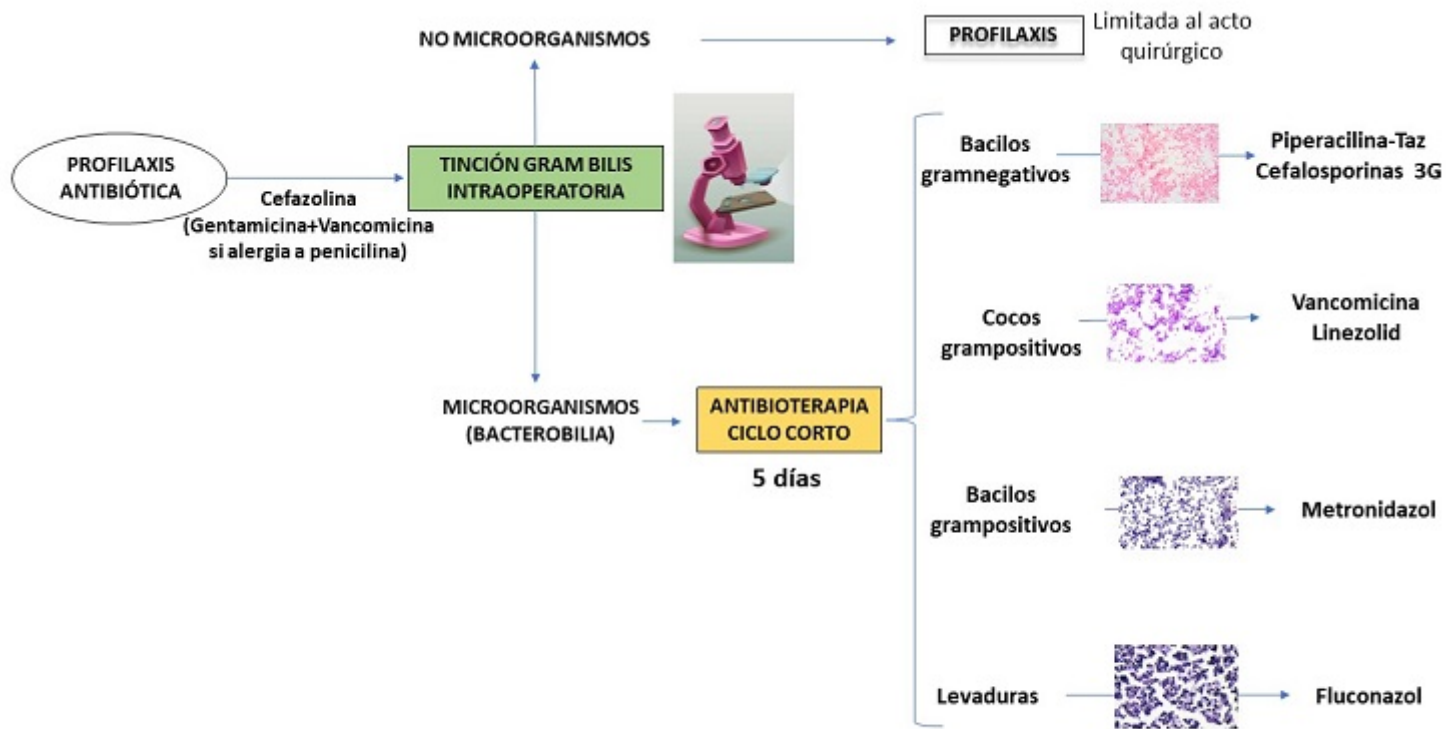 NO MICROORGANISMOS
PROFILAXIS
Limitada al acto
quirúrgico
PROFILAXIS
ANTIBIÓTICA
Cefazolina
(Gentamicina+Vancomicina
si alergia a penicilina)
TINCIÓN GRAM BILIS
INTRAOPERATORIA
MICROORGANISMOS
(BACTEROBILIA)
ANTIBIOTERAPIA
CICLO CORTO
5 días
Bacilos
gramnegativos
Piperacilina-Taz
Cefalosporinas 3G
Cocos
grampositivos
Vancomicina
Linezolid
Bacilos
grampositivos
Metronidazol
Levaduras
Fluconazol